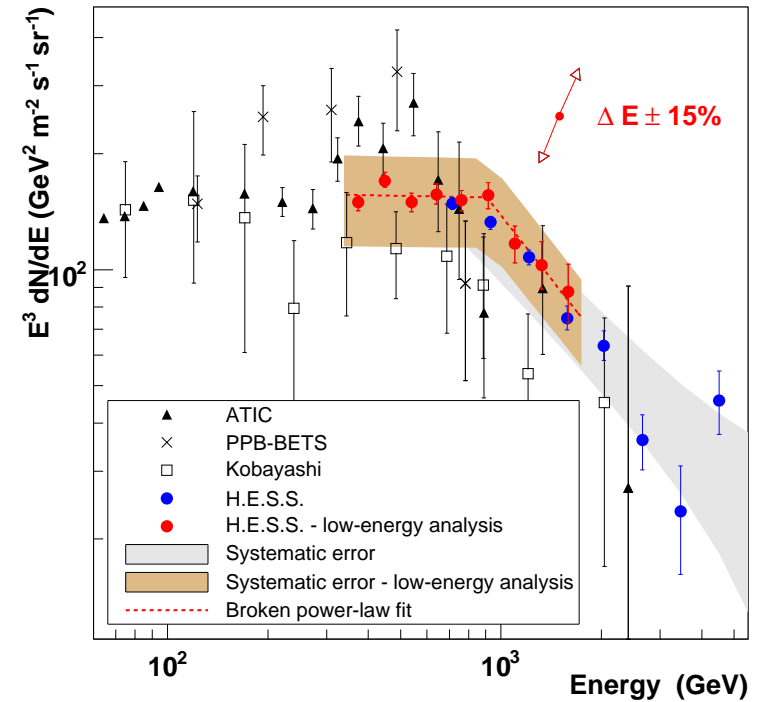 E³ dN/dE (GeV² m⁻² s⁻¹ sr⁻¹)
10²
Δ E ± 15%
ATIC
PPB-BETS
Kobayashi
H.E.S.S.
H.E.S.S. - low-energy analysis
Systematic error
Systematic error - low-energy analysis
Broken power-law fit
10² 10³
Energy (GeV)